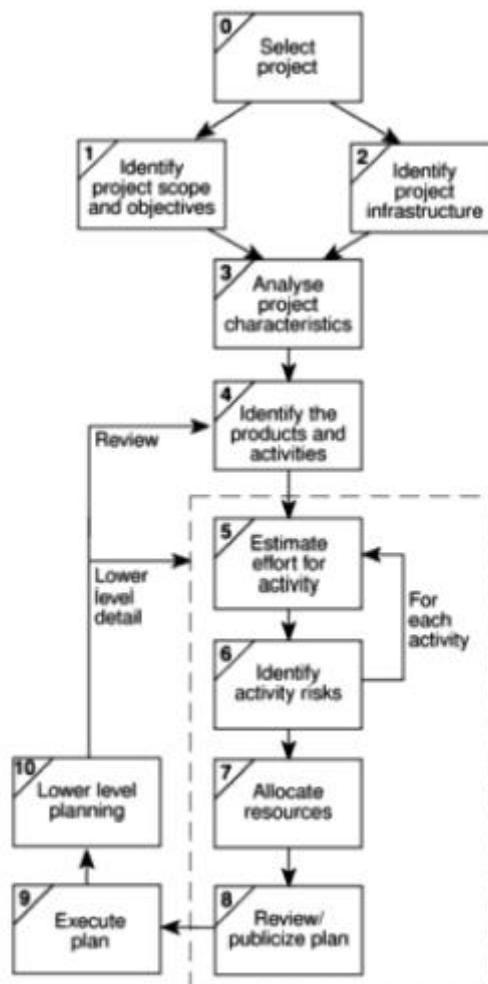 0
Select
project
1
Identify
project scope
and objectives
2
Identify
project
infrastructure
3
Analyse
project
characteristics
4
Identify the
products and
activities
Review
5
Estimate
effort for
activity
Lower
level
detail
For
each
activity
6
Identify
activity risks
10
Lower level
planning
7
Allocate
resources
9
Execute
plan
8
Review/
publicize plan